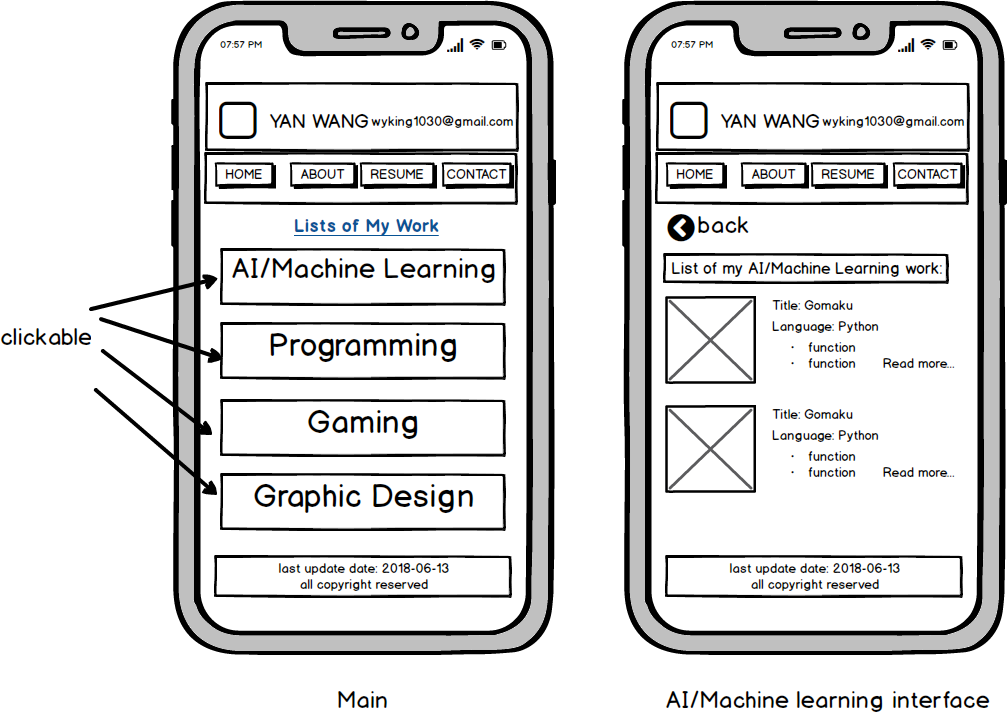 07:57 PM
YAN WANG wyking1030@gmail.com
HOME ABOUT RESUME CONTACT
Lists of My Work
AI/Machine Learning
clickable
Programming
Gaming
Graphic Design
last update date: 2018-06-13
all copyright reserved
Main
07:57 PM
YAN WANG wyking1030@gmail.com
HOME ABOUT RESUME CONTACT
back
List of my AI/Machine Learning work:
Title: Gomaku
Language: Python
· function
· function Read more...
Title: Gomaku
Language: Python
· function
· function Read more...
last update date: 2018-06-13
all copyright reserved
AI/Machine learning interface